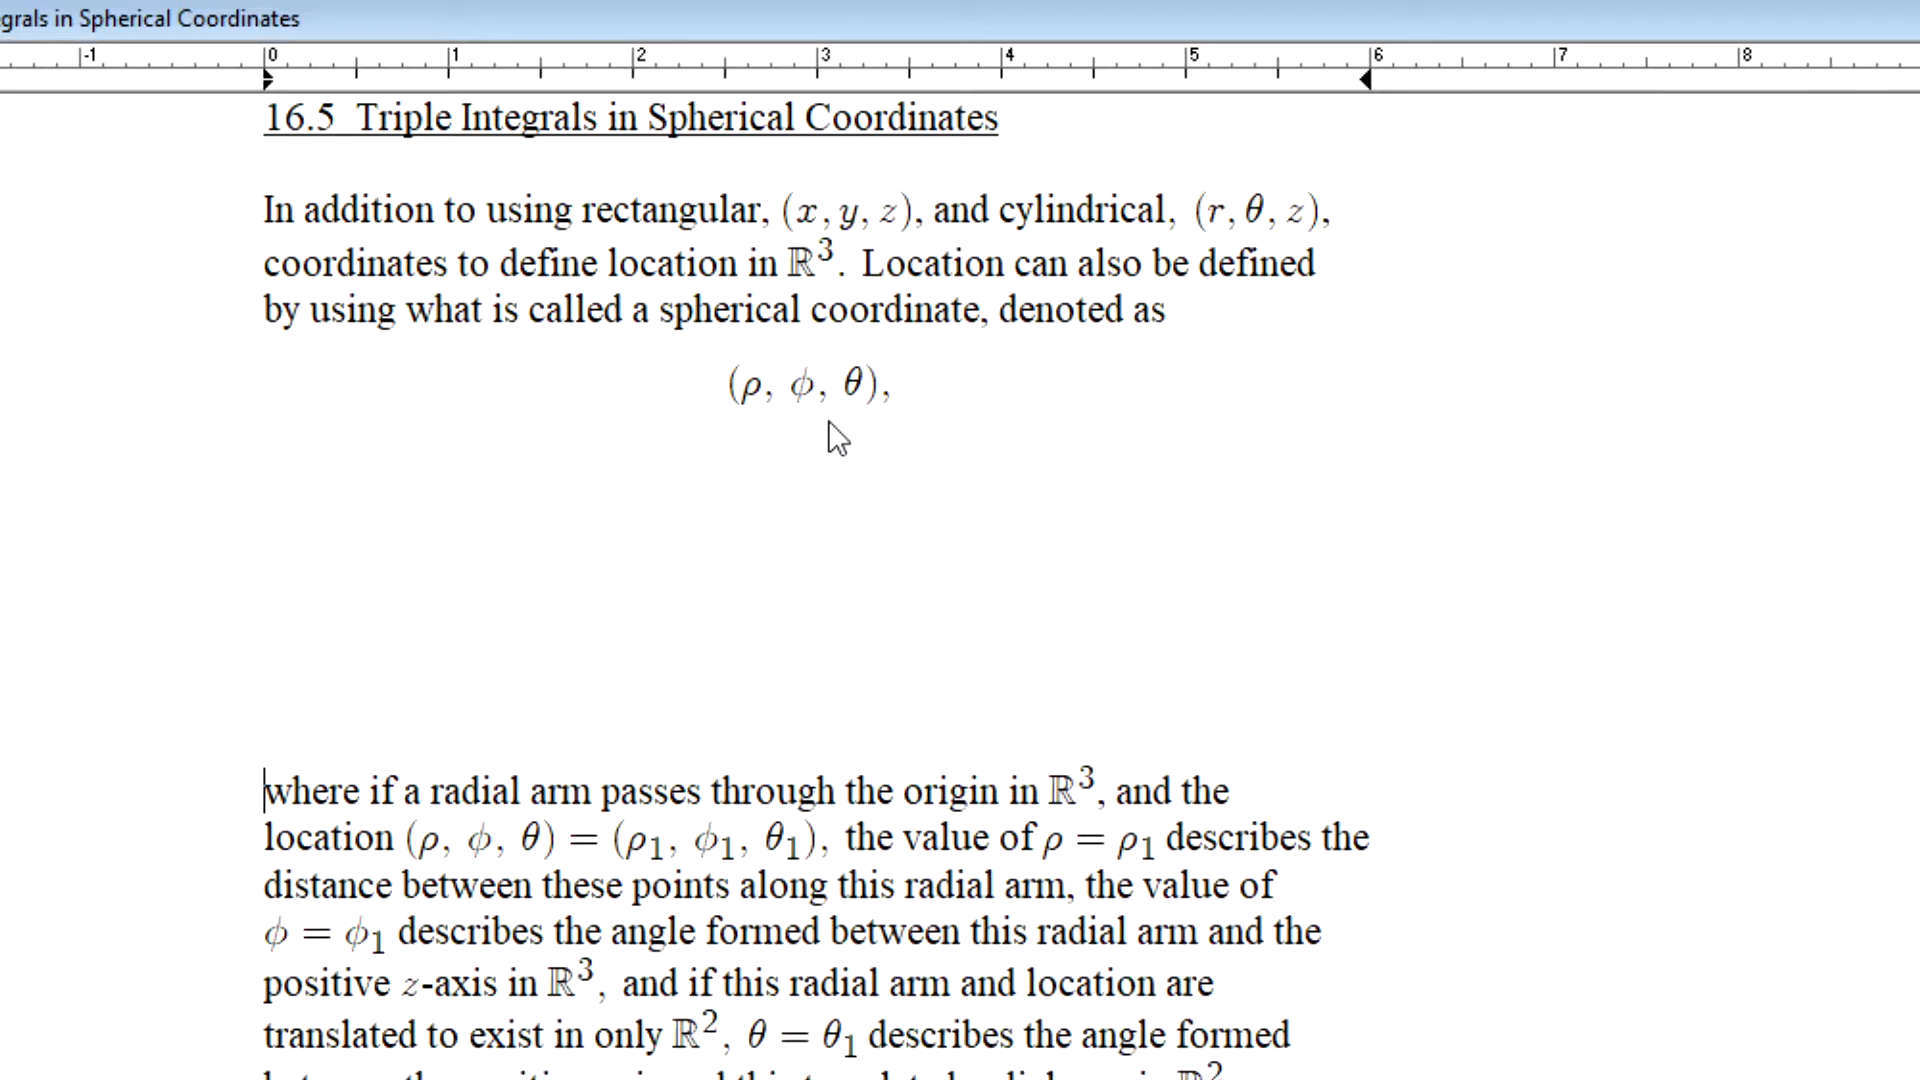 grals in Spherical Coordinates
-1 0 1 2 3 4 5 6 7 8
16.5 Triple Integrals in Spherical Coordinates
In addition to using rectangular, (x, y, z), and cylindrical, (r, θ, z),
coordinates to define location in ℝ³. Location can also be defined
by using what is called a spherical coordinate, denoted as
(ρ, ϕ, θ),
where if a radial arm passes through the origin in ℝ³, and the
location (ρ, ϕ, θ) = (ρ₁, ϕ₁, θ₁), the value of ρ = ρ₁ describes the
distance between these points along this radial arm, the value of
ϕ = ϕ₁ describes the angle formed between this radial arm and the
positive z-axis in ℝ³, and if this radial arm and location are
translated to exist in only ℝ², θ = θ₁ describes the angle formed